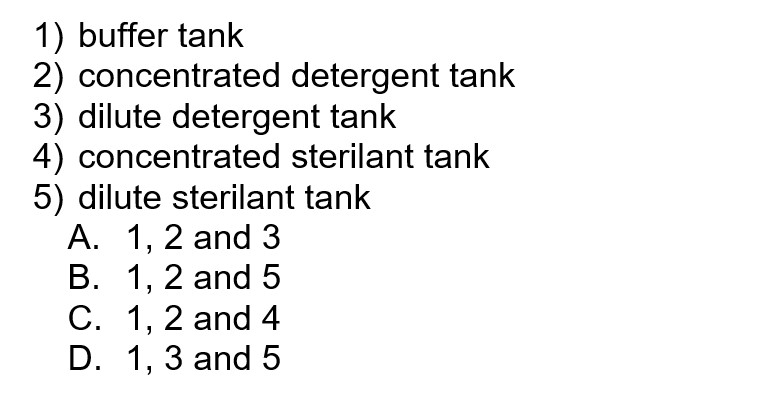 1) buffer tank
2) concentrated detergent tank
3) dilute detergent tank
4) concentrated sterilant tank
5) dilute sterilant tank
A. 1, 2 and 3
B. 1, 2 and 5
C. 1, 2 and 4
D. 1, 3 and 5